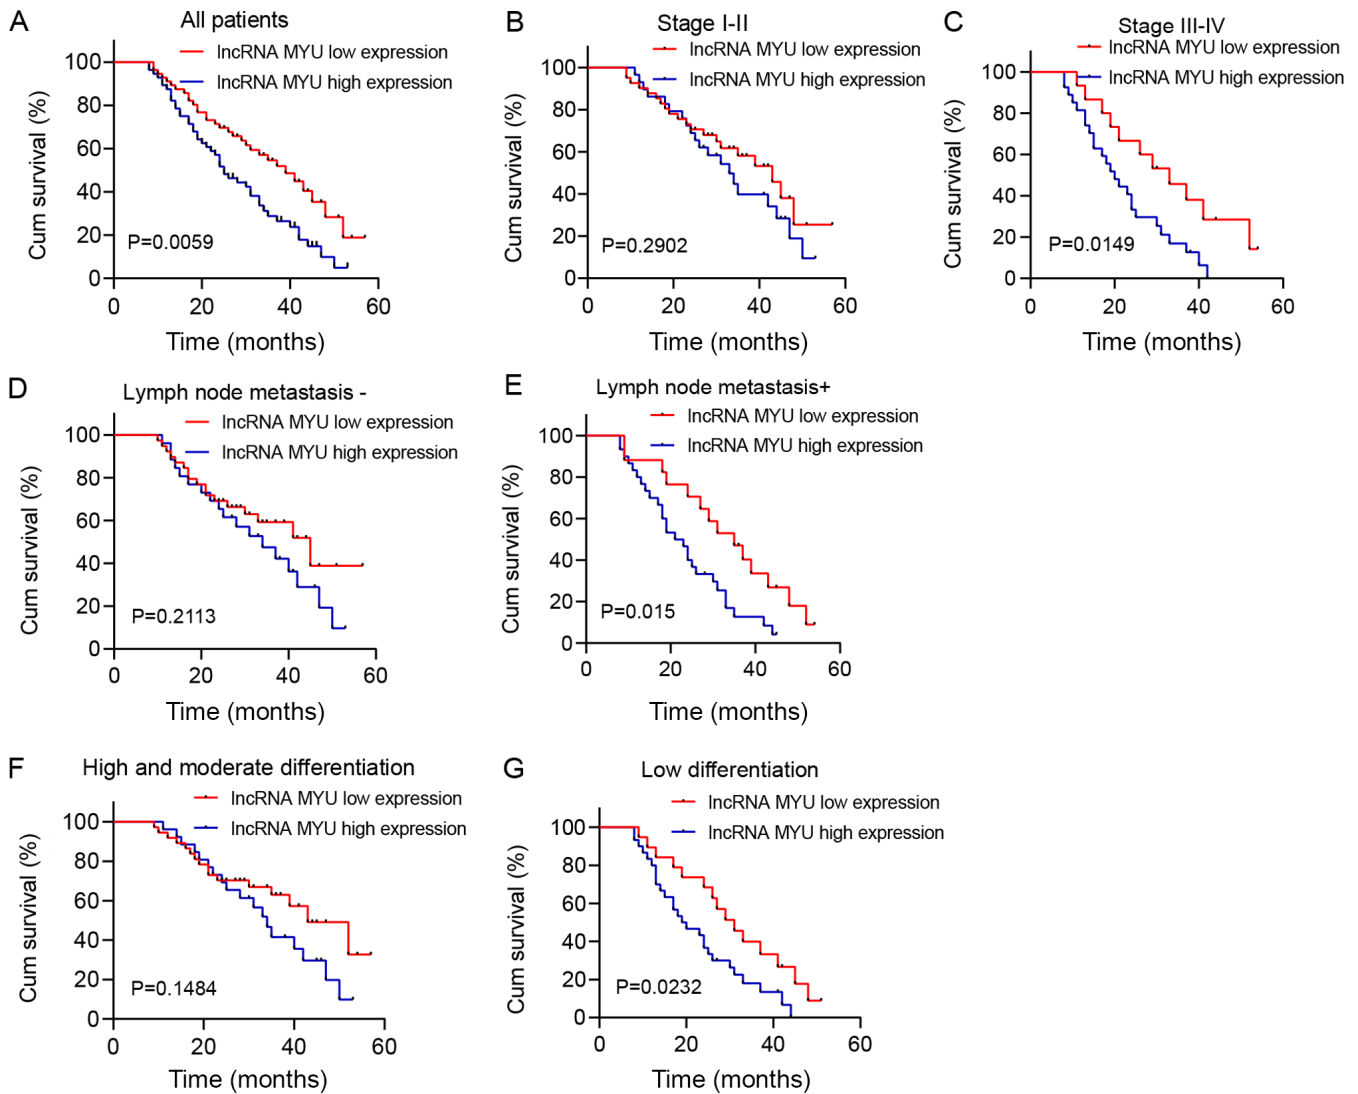 A
All patients
lncRNA MYU low expression
lncRNA MYU high expression
Cum survival (%)
100
80
60
40
20
0
P=0.0059
0 20 40 60
Time (months)
B
Stage I-II
lncRNA MYU low expression
lncRNA MYU high expression
Cum survival (%)
100
80
60
40
20
0
P=0.2902
0 20 40 60
Time (months)
C
Stage III-IV
lncRNA MYU low expression
lncRNA MYU high expression
Cum survival (%)
100
80
60
40
20
0
P=0.0149
0 20 40 60
Time (months)
D
Lymph node metastasis -
lncRNA MYU low expression
lncRNA MYU high expression
Cum survival (%)
100
80
60
40
20
0
P=0.2113
0 20 40 60
Time (months)
E
Lymph node metastasis+
lncRNA MYU low expression
lncRNA MYU high expression
Cum survival (%)
100
80
60
40
20
0
P=0.015
0 20 40 60
Time (months)
F
High and moderate differentiation
lncRNA MYU low expression
lncRNA MYU high expression
Cum survival (%)
100
80
60
40
20
0
P=0.1484
0 20 40 60
Time (months)
G
Low differentiation
lncRNA MYU low expression
lncRNA MYU high expression
Cum survival (%)
100
80
60
40
20
0
P=0.0232
0 20 40 60
Time (months)